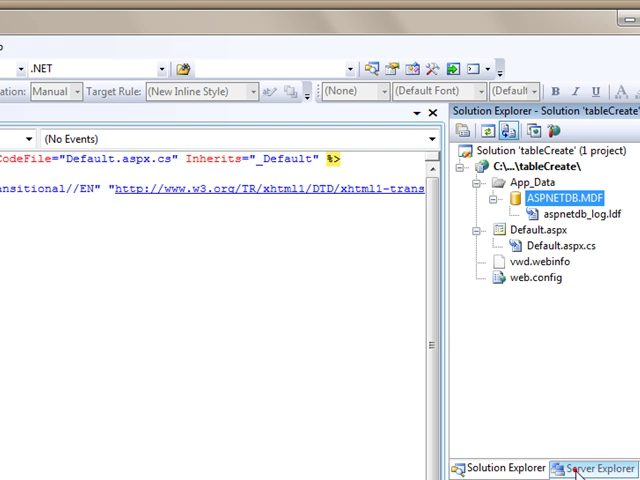 .NET
ation: Manual Target Rule: (New Inline Style) (None) (Default Font) (Default B I U
Solution Explorer - Solution 'tableCreate'
(No Events)
CodeFile="Default.aspx.cs" Inherits="_Default" %>
ansitional//EN" "http://www.w3.org/TR/xhtml1/DTD/xhtml1-trans
Solution 'tableCreate' (1 project)
C:\...\tableCreate\
App_Data
ASPNETDB.MDF
aspnetdb_log.ldf
Default.aspx
Default.aspx.cs
vwd.webinfo
web.config
Solution Explorer Server Explorer